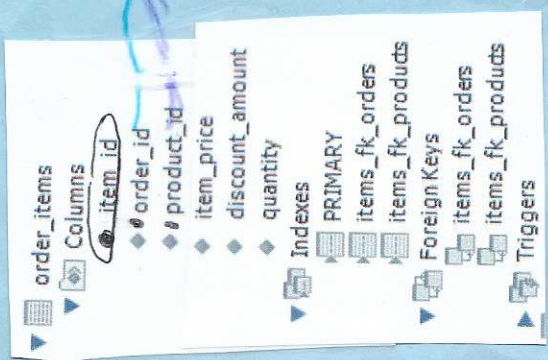 order_items
Columns
item_id
order_id
product_id
item_price
discount_amount
quantity
Indexes
PRIMARY
items_fk_orders
items_fk_products
Foreign Keys
items_fk_orders
items_fk_products
Triggers